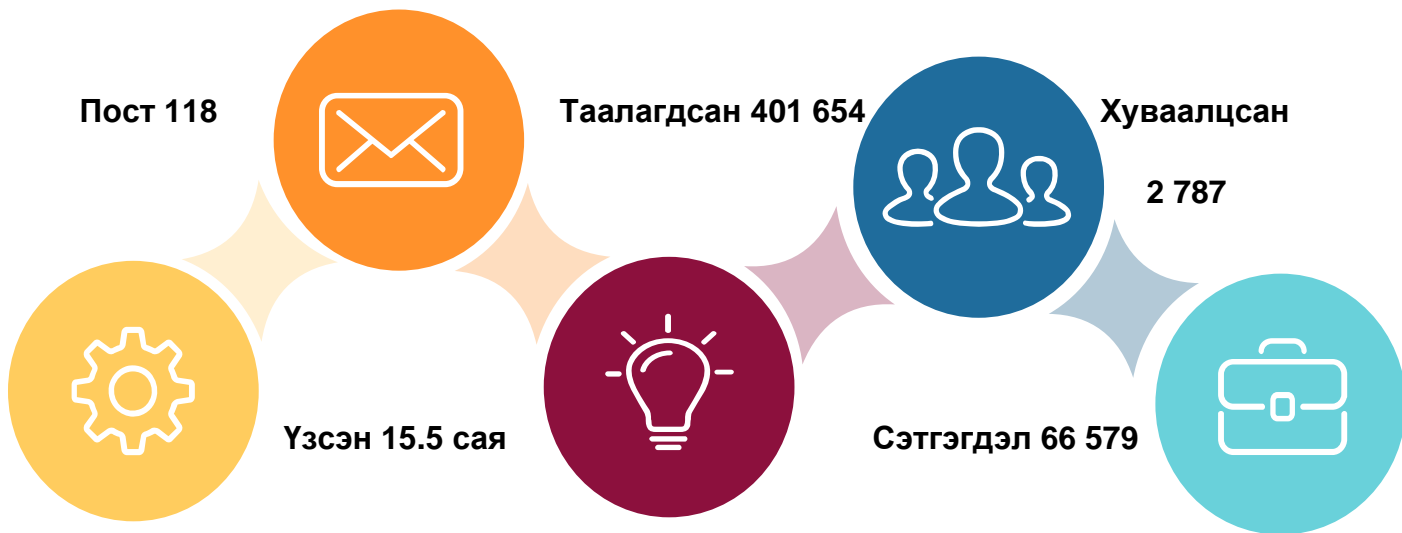 Пост 118
Таалагдсан 401 654
Хуваалцсан
2 787
Үзсэн 15.5 сая
Сэтгэгдэл 66 579